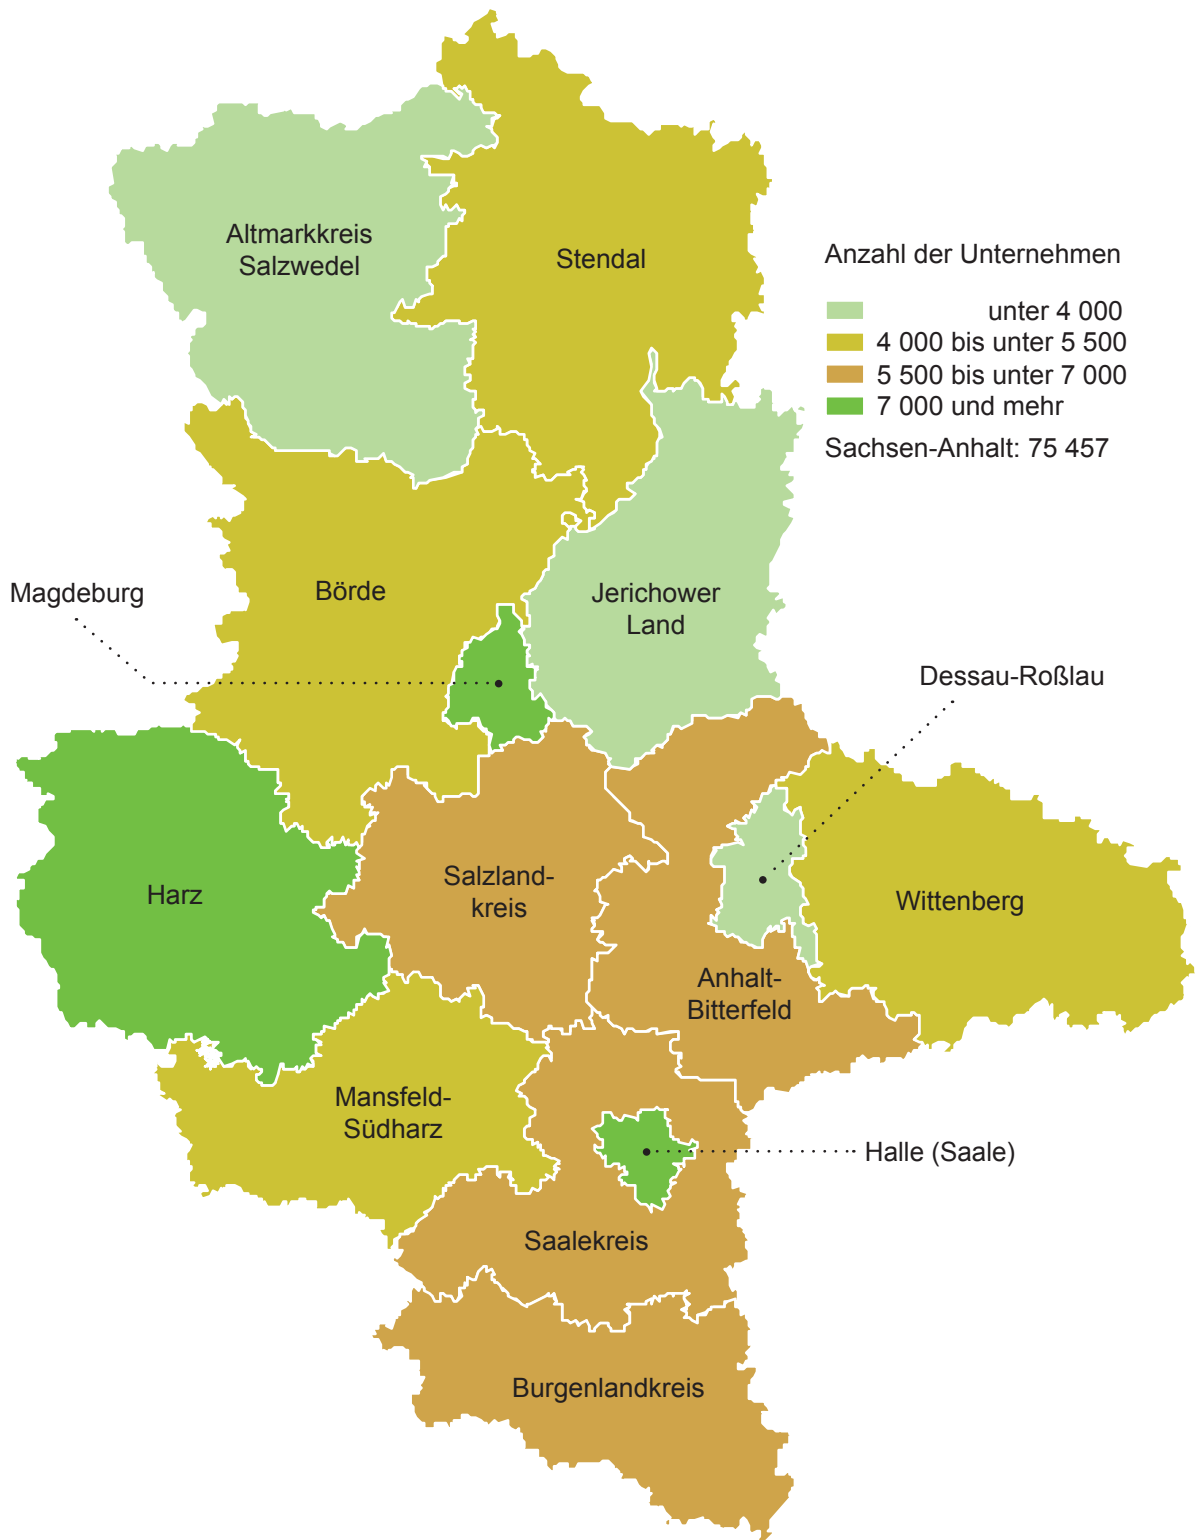 Altmarkkreis
Salzwedel
Stendal
Anzahl der Unternehmen
unter 4 000
4 000 bis unter 5 500
5 500 bis unter 7 000
7 000 und mehr
Sachsen-Anhalt: 75 457
Magdeburg
Börde
Jerichower
Land
Dessau-Roßlau
Harz
Salzland-
kreis
Wittenberg
Anhalt-
Bitterfeld
Mansfeld-
Südharz
Halle (Saale)
Saalekreis
Burgenlandkreis